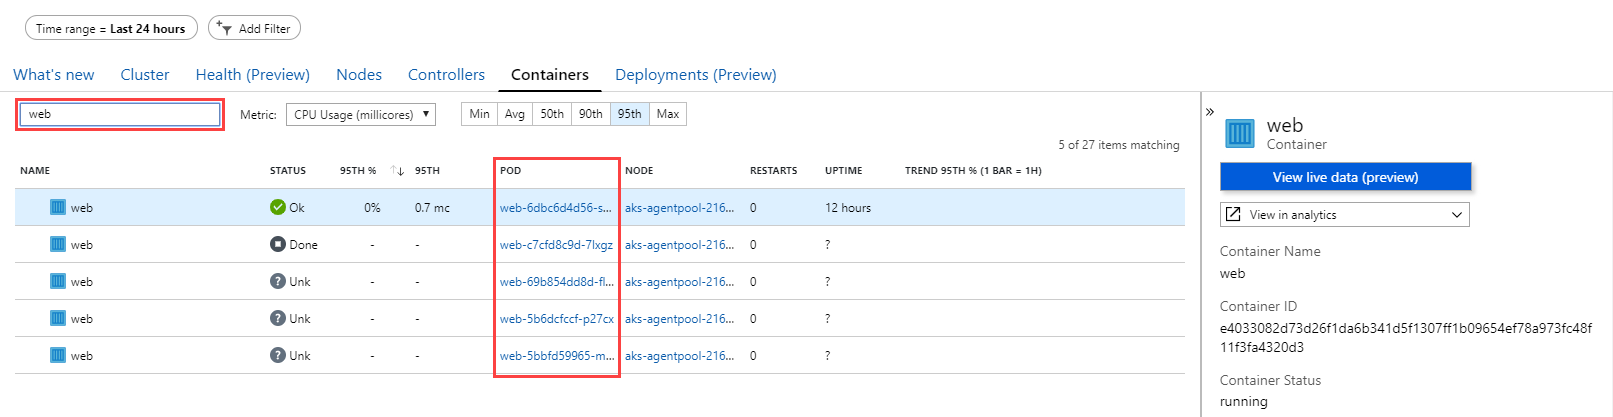 Time range = Last 24 hours Add Filter
What's new Cluster Health (Preview) Nodes Controllers Containers Deployments (Preview)
web Metric: CPU Usage (millicores) Min Avg 50th 90th 95th Max
5 of 27 items matching
NAME STATUS 95TH % 95TH POD NODE RESTARTS UPTIME TREND 95TH % (1 BAR = 1H)
web Ok 0% 0.7 mc web-6dbc6d4d56-s... aks-agentpool-216... 0 12 hours
web Done - - web-c7cfd8c9d-7lxgz aks-agentpool-216... 0 ?
web Unk - - web-69b854dd8d-fl... aks-agentpool-216... 0 ?
web Unk - - web-5b6dcfccf-p27cx aks-agentpool-216... 0 ?
web Unk - - web-5bbfd59965-m... aks-agentpool-216... 0 ?
web
Container
View live data (preview)
View in analytics
Container Name
web
Container ID
e4033082d73d26f1da6b341d5f1307ff1b09654ef78a973fc48f
11f3fa4320d3
Container Status
running